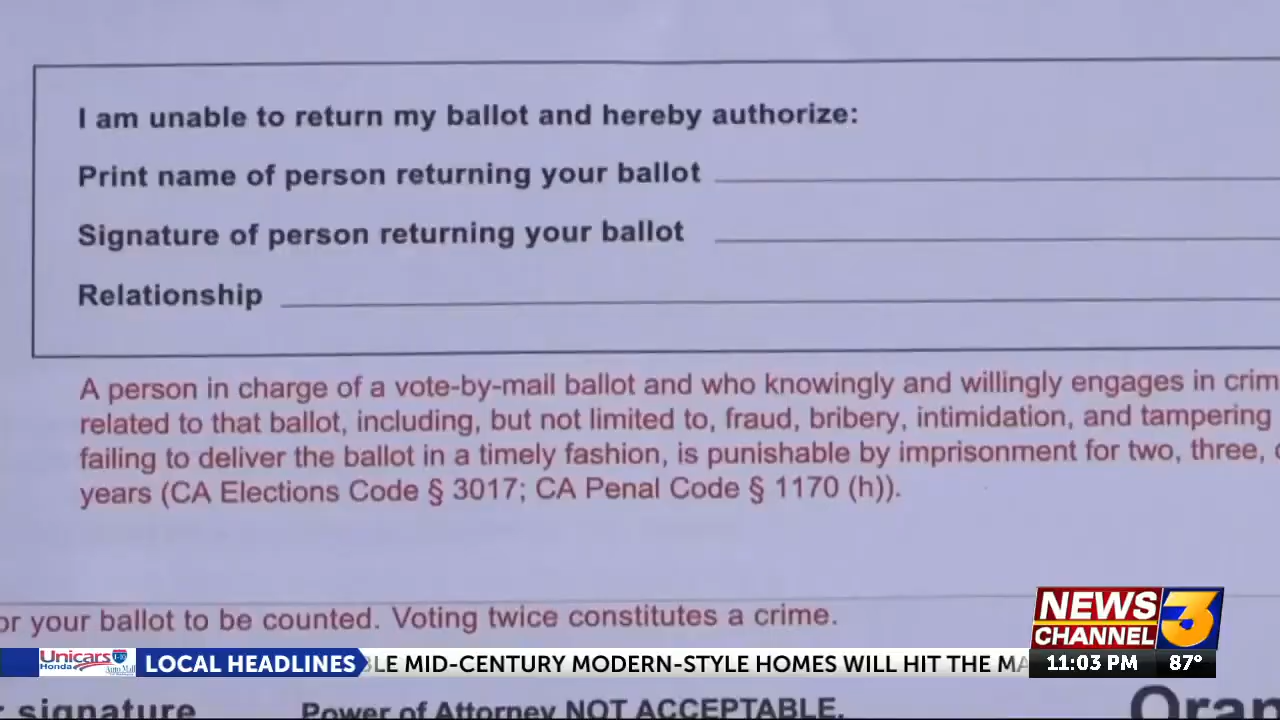 I am unable to return my ballot and hereby authorize:
Print name of person returning your ballot
Signature of person returning your ballot
Relationship
A person in charge of a vote-by-mail ballot and who knowingly and willingly engages in crim
related to that ballot, including, but not limited to, fraud, bribery, intimidation, and tampering
failing to deliver the ballot in a timely fashion, is punishable by imprisonment for two, three,
years (CA Elections Code § 3017; CA Penal Code § 1170 (h)).
or your ballot to be counted. Voting twice constitutes a crime.
NEWS
CHANNEL 3
Unicars
Honda
LOCAL HEADLINES
LE MID-CENTURY MODERN-STYLE HOMES WILL HIT THE MA
11:03 PM 87°
signature
Power of Attorney NOT ACCEPTABLE.
Oran